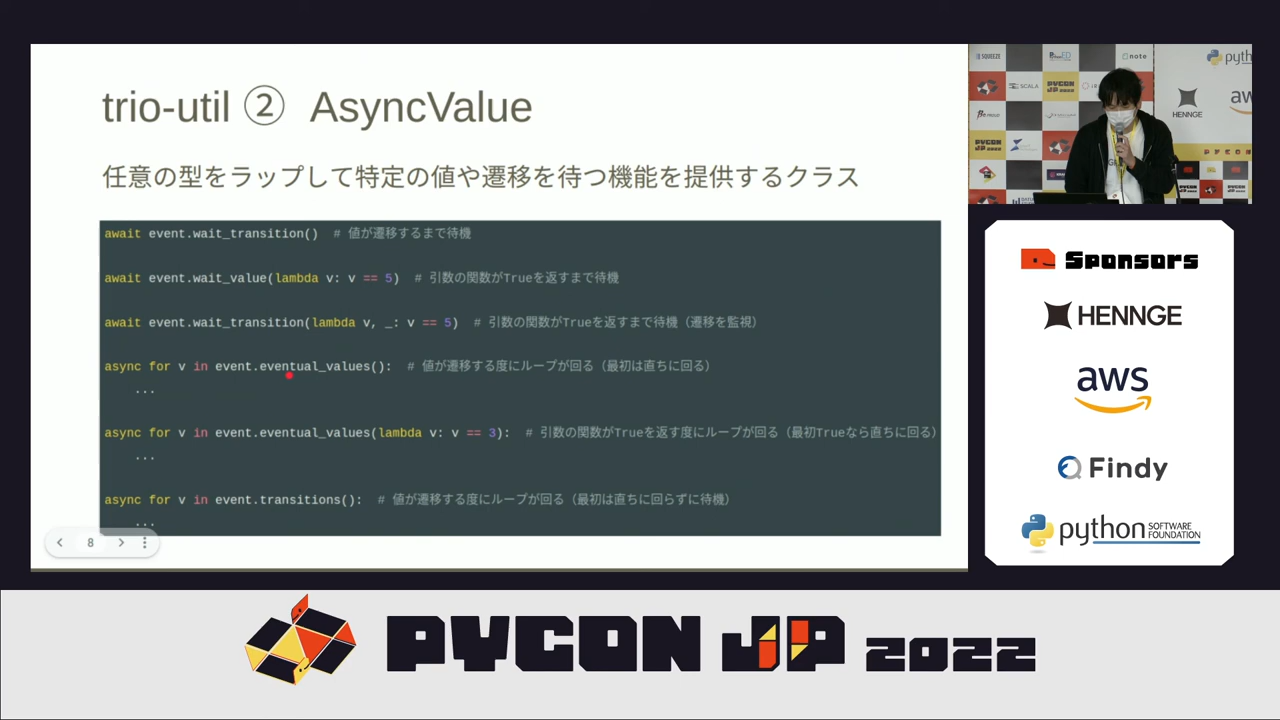 trio-util ② AsyncValue
任意の型をラップして特定の値や遷移を待つ機能を提供するクラス
await event.wait_transition()  # 値が遷移するまで待機
await event.wait_value(lambda v: v == 5)  # 引数の関数がTrueを返すまで待機
await event.wait_transition(lambda v, _: v == 5)  # 引数の関数がTrueを返すまで待機（遷移を監視）
async for v in event.eventual_values():  # 値が遷移する度にループが回る（最初は直ちに回る）
...
async for v in event.eventual_values(lambda v: v == 3):  # 引数の関数がTrueを返す度にループが回る（最初Trueなら直ちに回る）
...
async for v in event.transitions():  # 値が遷移する度にループが回る（最初は直ちに回らずに待機）
...
8
note
SCALA
HENNGE
aws
Sponsors
HENNGE
aws
Findy
python SOFTWARE FOUNDATION
PYCON JP 2022